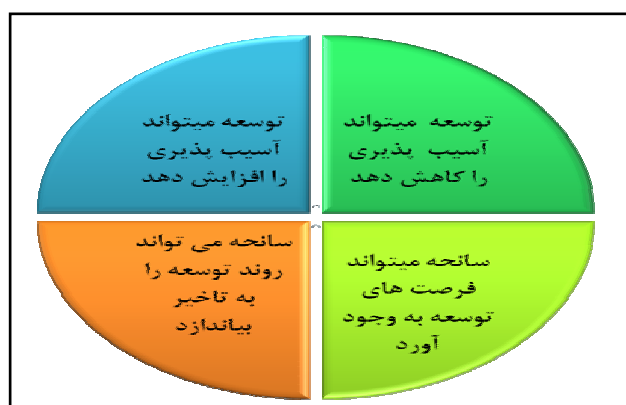 توسعه میتواند
آسیب پذیری
را کاهش دهد
توسعه میتواند
آسیب پذیری
را افزایش دهد
سانحه میتواند
فرصت های
توسعه به وجود
آورد
سانحه می تواند
روند توسعه را
به تاخیر
بیاندازد